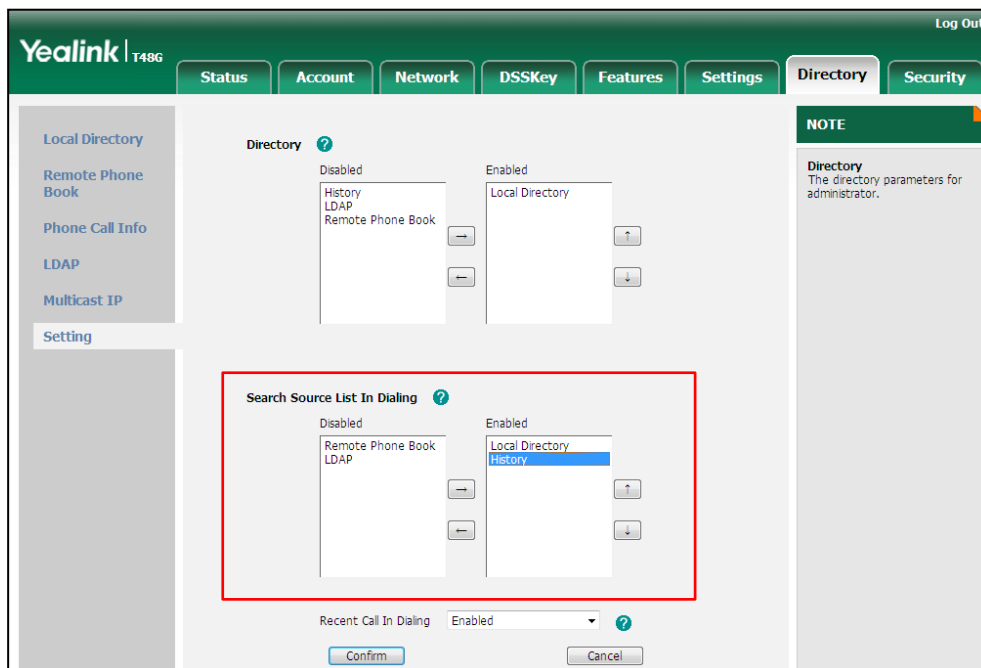 Log Out
Yealink | T48G
Status
Account
Network
DSSKey
Features
Settings
Directory
Security
Local Directory
Remote Phone
Book
Phone Call Info
LDAP
Multicast IP
Setting
Directory ?
Disabled
Enabled
History
LDAP
Remote Phone Book
Local Directory
→
←
↑
↓
Search Source List In Dialing ?
Disabled
Enabled
Remote Phone Book
LDAP
Local Directory
History
→
←
↑
↓
Recent Call In Dialing Enabled ?
Confirm
Cancel
NOTE
Directory
The directory parameters for
administrator.